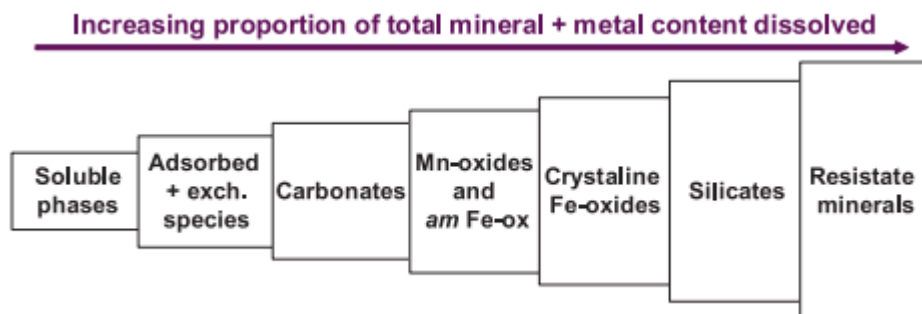 Increasing proportion of total mineral + metal content dissolved
Soluble
phases
Adsorbed
+ exch.
species
Carbonates
Mn-oxides
and
am Fe-ox
Crystaline
Fe-oxides
Silicates
Resistate
minerals